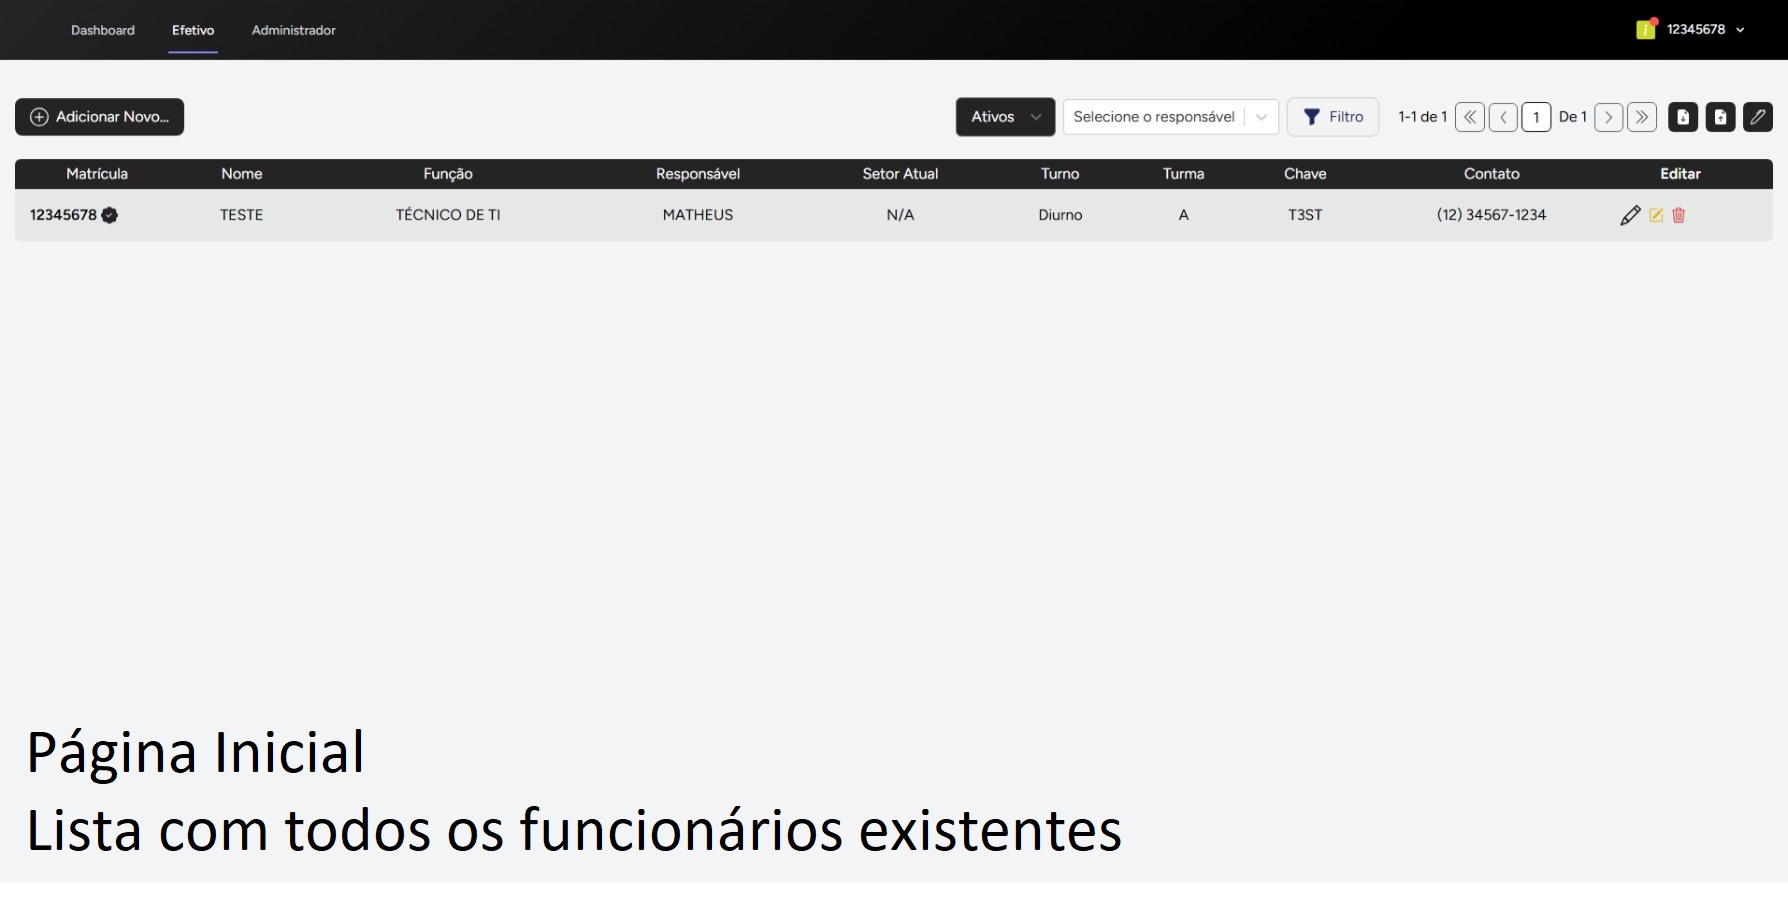 Dashboard Efetivo Administrador 12345678
Adicionar Novo... Ativos Selecione o responsável Filtro 1-1 de 1 1 De 1
Matrícula Nome Função Responsável Setor Atual Turno Turma Chave Contato Editar
12345678 TESTE TÉCNICO DE TI MATHEUS N/A Diurno A T3ST (12) 34567-1234
Página Inicial
Lista com todos os funcionários existentes